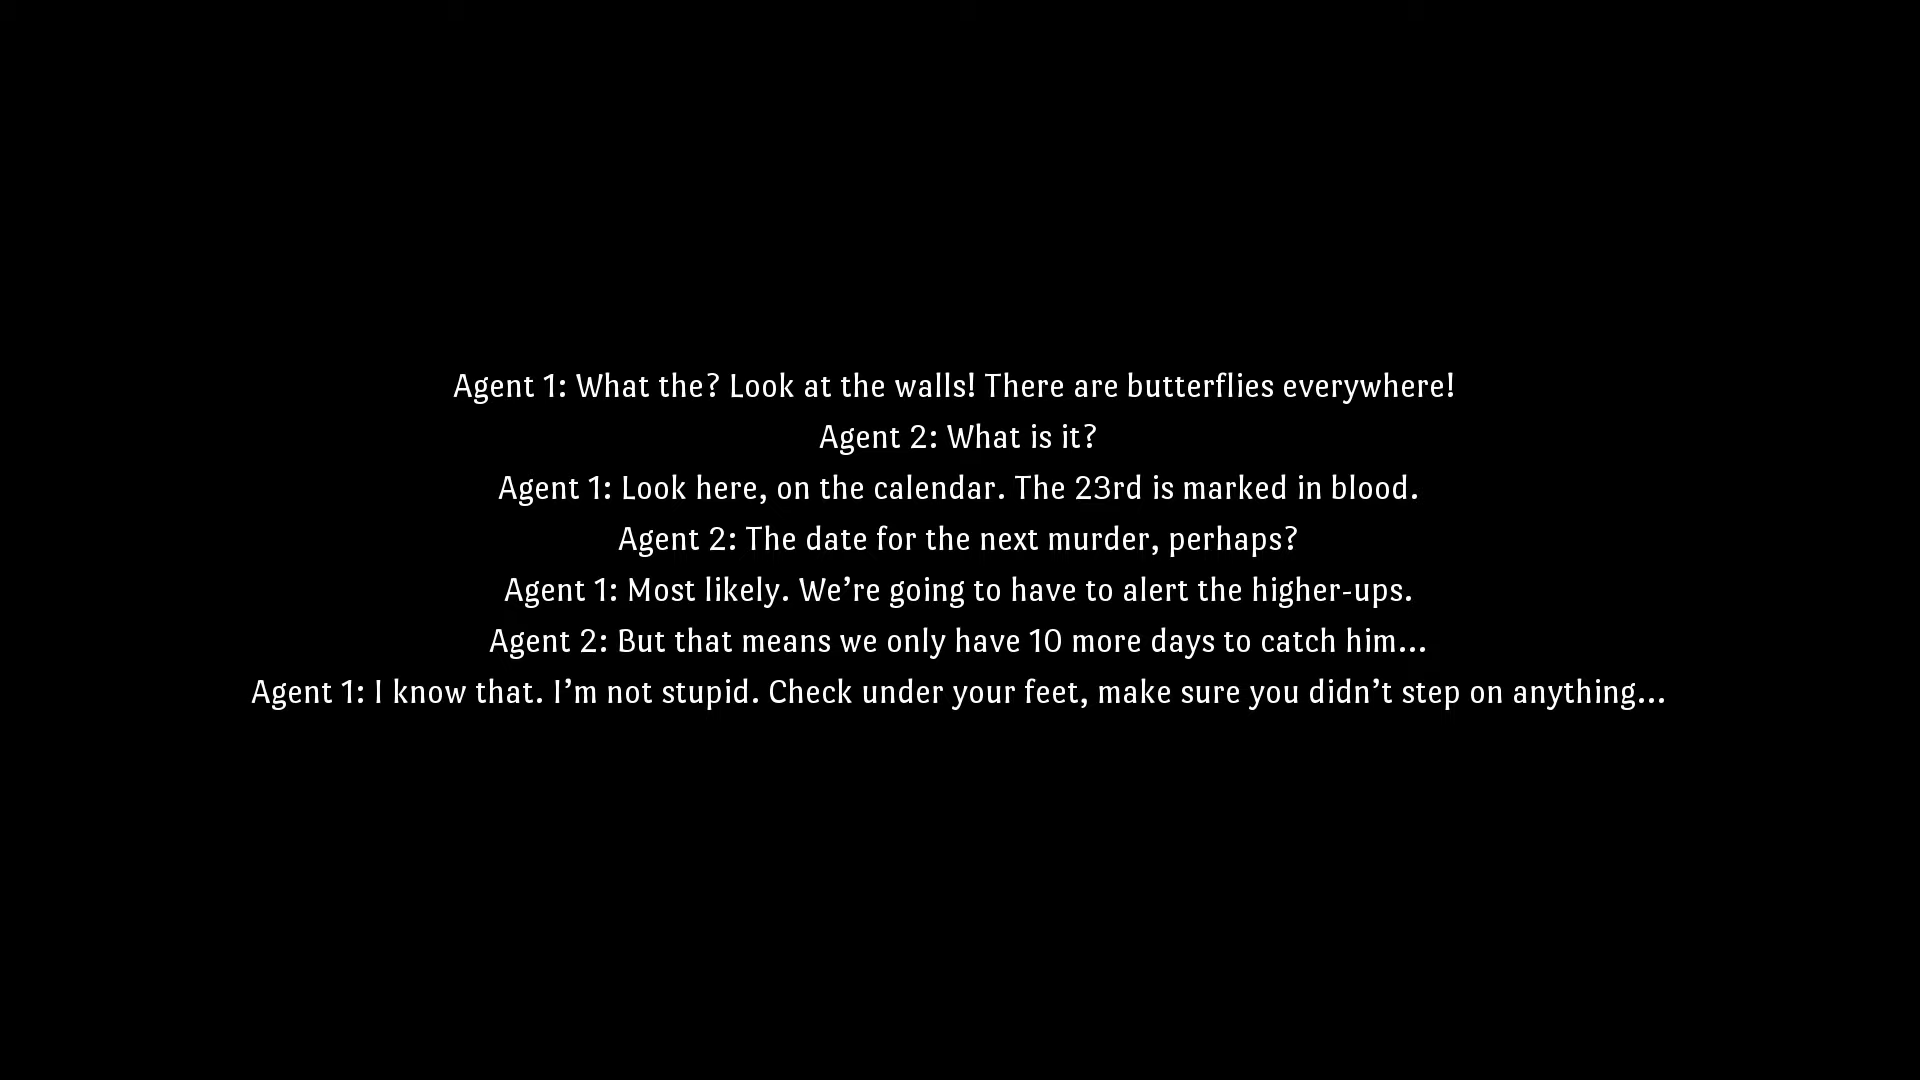 Agent 1: What the? Look at the walls! There are butterflies everywhere!
Agent 2: What is it?
Agent 1: Look here, on the calendar. The 23rd is marked in blood.
Agent 2: The date for the next murder, perhaps?
Agent 1: Most likely. We’re going to have to alert the higher-ups.
Agent 2: But that means we only have 10 more days to catch him...
Agent 1: I know that. I’m not stupid. Check under your feet, make sure you didn’t step on anything...